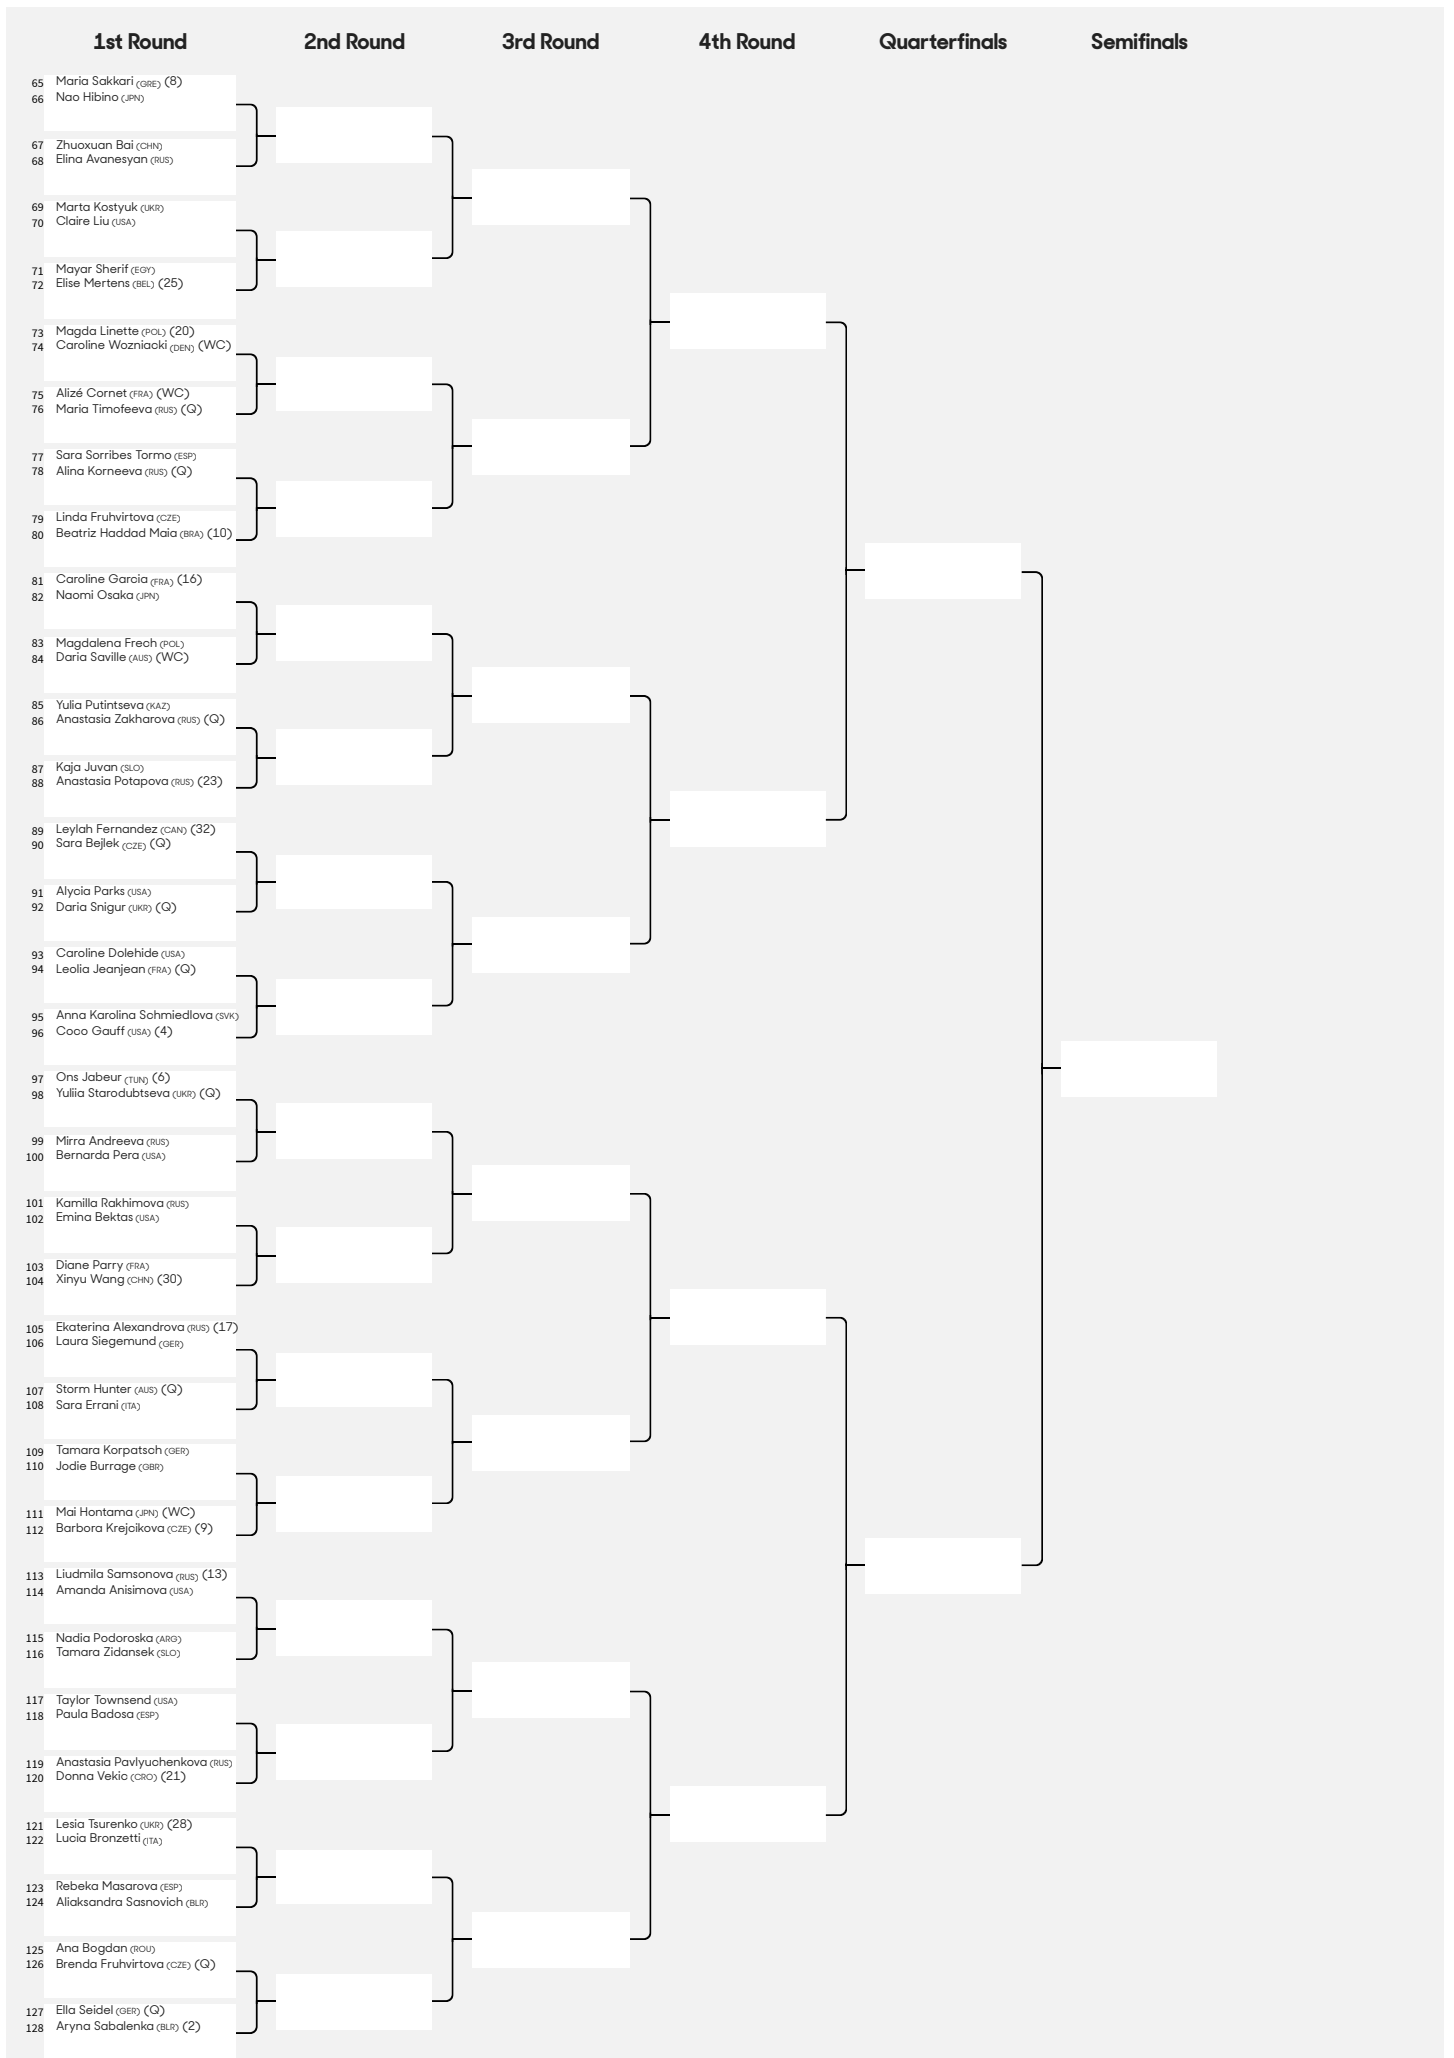 1st Round 2nd Round 3rd Round 4th Round Quarterfinals Semifinals
65 Maria Sakkari (GRE) (8)
66 Nao Hibino (JPN)
67 Zhuoxuan Bai (CHN)
68 Elina Avanesyan (RUS)
69 Marta Kostyuk (UKR)
70 Claire Liu (USA)
71 Mayar Sherif (EGY)
72 Elise Mertens (BEL) (25)
73 Magda Linette (POL) (20)
74 Caroline Wozniacki (DEN) (WC)
75 Alizé Cornet (FRA) (WC)
76 Maria Timofeeva (RUS) (Q)
77 Sara Sorribes Tormo (ESP)
78 Alina Korneeva (RUS) (Q)
79 Linda Fruhvirtova (CZE)
80 Beatriz Haddad Maia (BRA) (10)
81 Caroline Garcia (FRA) (16)
82 Naomi Osaka (JPN)
83 Magdalena Frech (POL)
84 Daria Saville (AUS) (WC)
85 Yulia Putintseva (KAZ)
86 Anastasia Zakharova (RUS) (Q)
87 Kaja Juvan (SLO)
88 Anastasia Potapova (RUS) (23)
89 Leylah Fernandez (CAN) (32)
90 Sara Bejlek (CZE) (Q)
91 Alycia Parks (USA)
92 Daria Snigur (UKR) (Q)
93 Caroline Dolehide (USA)
94 Leolia Jeanjean (FRA) (Q)
95 Anna Karolina Schmiedlova (SVK)
96 Coco Gauff (USA) (4)
97 Ons Jabeur (TUN) (6)
98 Yuliia Starodubtseva (UKR) (Q)
99 Mirra Andreeva (RUS)
100 Bernarda Pera (USA)
101 Kamilla Rakhimova (RUS)
102 Emina Bektas (USA)
103 Diane Parry (FRA)
104 Xinyu Wang (CHN) (30)
105 Ekaterina Alexandrova (RUS) (17)
106 Laura Siegemund (GER)
107 Storm Hunter (AUS) (Q)
108 Sara Errani (ITA)
109 Tamara Korpatsch (GER)
110 Jodie Burrage (GBR)
111 Mai Hontama (JPN) (WC)
112 Barbora Krejcikova (CZE) (9)
113 Liudmila Samsonova (RUS) (13)
114 Amanda Anisimova (USA)
115 Nadia Podoroska (ARG)
116 Tamara Zidansek (SLO)
117 Taylor Townsend (USA)
118 Paula Badosa (ESP)
119 Anastasia Pavlyuchenkova (RUS)
120 Donna Vekic (CRO) (21)
121 Lesia Tsurenko (UKR) (28)
122 Lucia Bronzetti (ITA)
123 Rebeka Masarova (ESP)
124 Aliaksandra Sasnovich (BLR)
125 Ana Bogdan (ROU)
126 Brenda Fruhvirtova (CZE) (Q)
127 Ella Seidel (GER) (Q)
128 Aryna Sabalenka (BLR) (2)